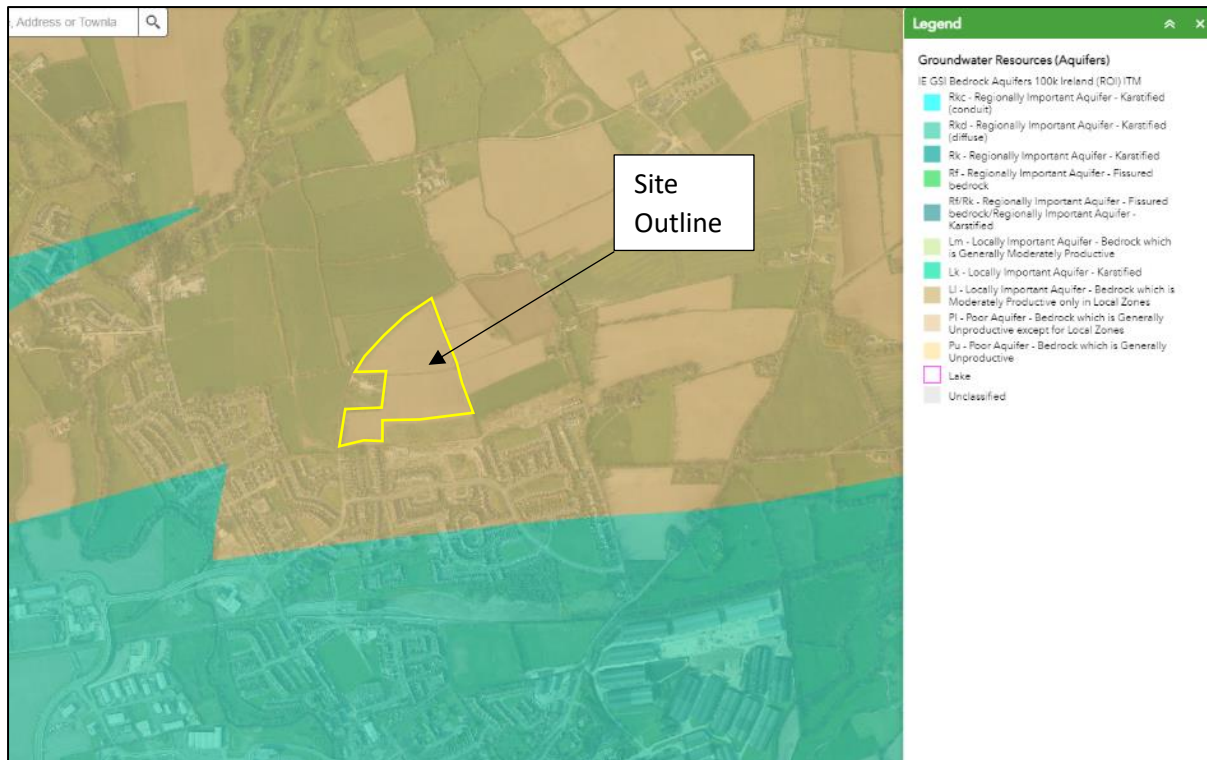 , Address or Townla
Site
Outline
Legend
Groundwater Resources (Aquifers)
IE GSI Bedrock Aquifers 100k Ireland (ROI) ITM
Rkc - Regionally Important Aquifer - Karstified
(conduit)
Rkd - Regionally Important Aquifer - Karstified
(diffuse)
Rk - Regionally Important Aquifer - Karstified
Rf - Regionally Important Aquifer - Fissured
bedrock
Rf/Rk - Regionally Important Aquifer - Fissured
bedrock/Regionally Important Aquifer -
Karstified
Lm - Locally Important Aquifer - Bedrock which
is Generally Moderately Productive
Lk - Locally Important Aquifer - Karstified
Ll - Locally Important Aquifer - Bedrock which is
Moderately Productive only in Local Zones
Pl - Poor Aquifer - Bedrock which is Generally
Unproductive except for Local Zones
Pu - Poor Aquifer - Bedrock which is Generally
Unproductive
Lake
Unclassified